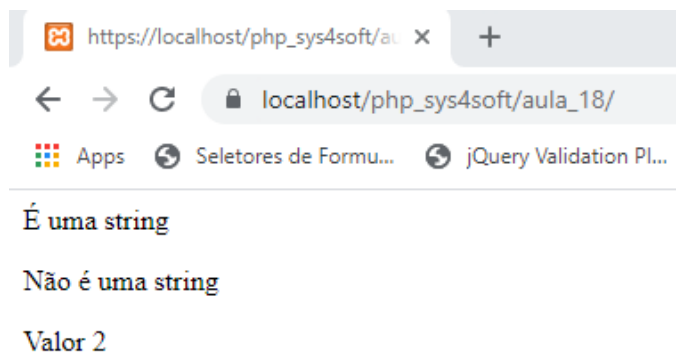 https://localhost/php_sys4soft/au
localhost/php_sys4soft/aula_18/
Apps Seletores de Formu... jQuery Validation Pl...
É uma string
Não é uma string
Valor 2